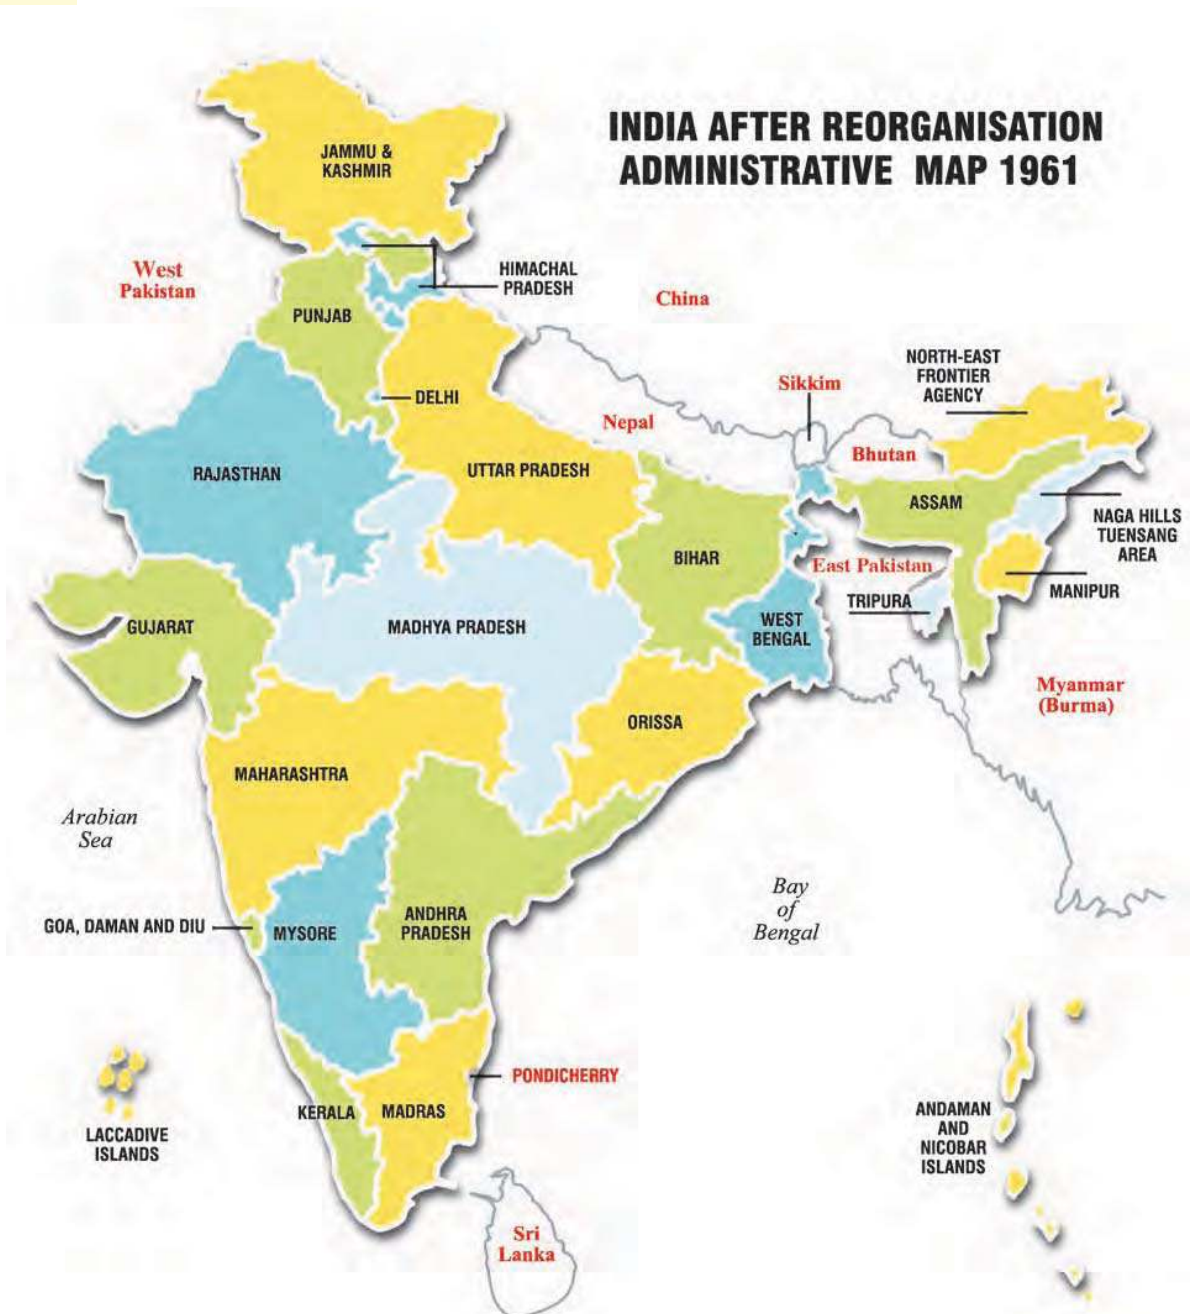 INDIA AFTER REORGANISATION
ADMINISTRATIVE MAP 1961
JAMMU &
KASHMIR
West
Pakistan
HIMACHAL
PRADESH
China
PUNJAB
NORTH-EAST
FRONTIER
AGENCY
Sikkim
DELHI
Nepal
Bhutan
RAJASTHAN
UTTAR PRADESH
ASSAM
NAGA HILLS
TUENSANG
AREA
BIHAR
East Pakistan
MANIPUR
TRIPURA
GUJARAT
MADHYA PRADESH
WEST
BENGAL
Myanmar
(Burma)
ORISSA
MAHARASHTRA
Arabian
Sea
Bay
of
Bengal
GOA, DAMAN AND DIU
MYSORE
ANDHRA
PRADESH
PONDICHERRY
KERALA
MADRAS
LACCADIVE
ISLANDS
ANDAMAN
AND
NICOBAR
ISLANDS
Sri
Lanka